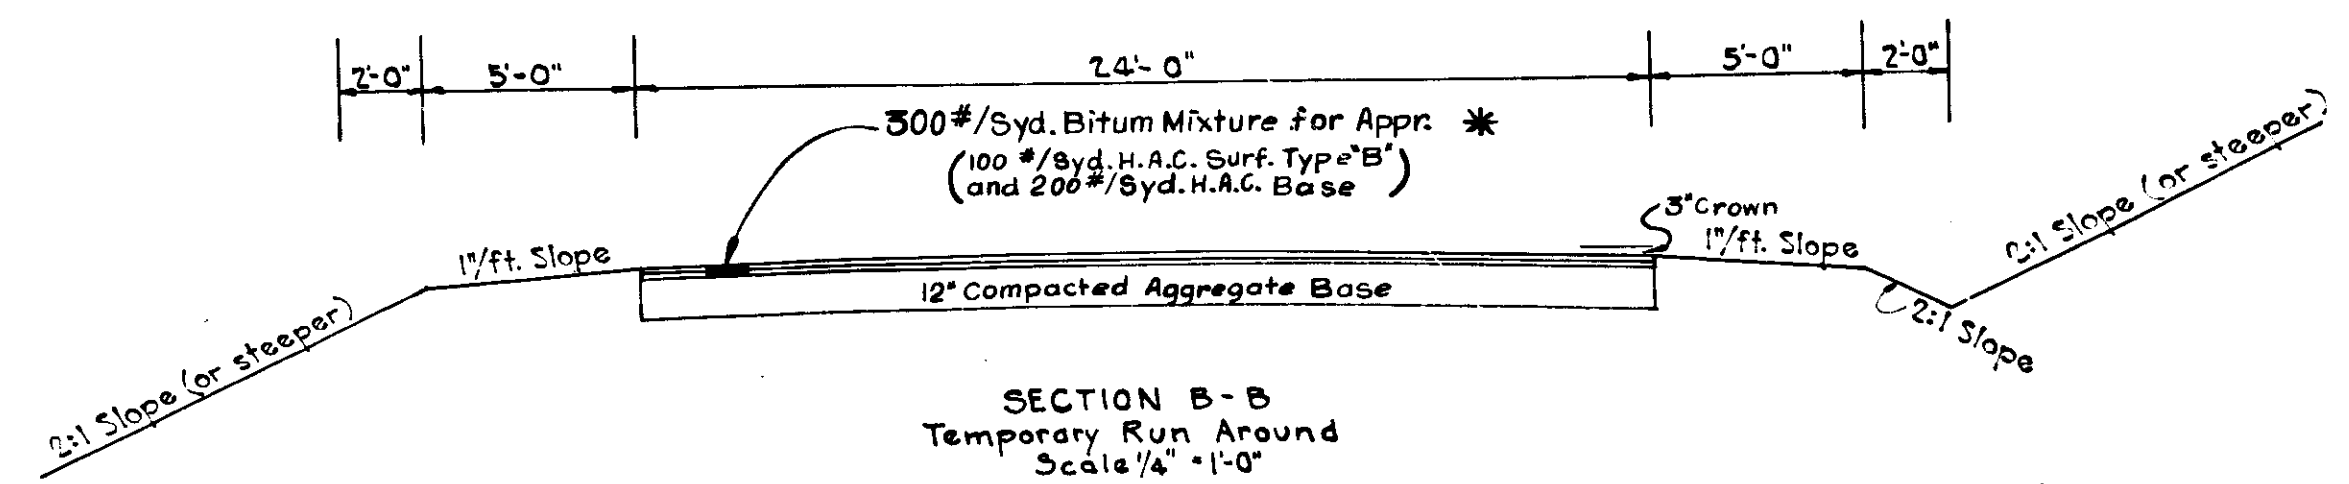 2'-0" 5'-0" 24'-0" 5'-0" 2'-0"
300#/Syd. Bitum Mixture for Appr. *
(100 #/Syd. H.A.C. Surf. Type "B"
and 200 #/Syd. H.A.C. Base)
3" Crown
1"/ft. Slope
1"/ft. Slope
2:1 Slope (or steeper)
2:1 Slope (or steeper)
12" Compacted Aggregate Base
2:1 Slope
SECTION B-B
Temporary Run Around
Scale 1/4" = 1'-0"